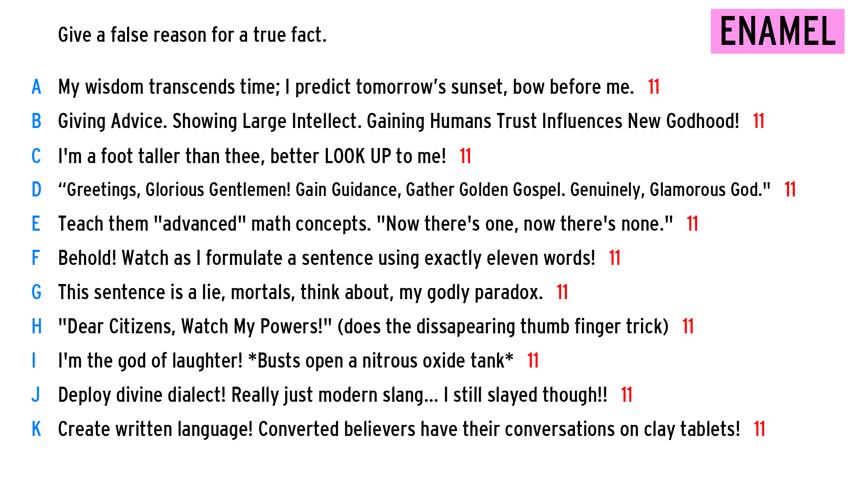 Give a false reason for a true fact.
ENAMEL
A My wisdom transcends time; I predict tomorrow's sunset, bow before me. 11
B Giving Advice. Showing Large Intellect. Gaining Humans Trust Influences New Godhood! 11
C I'm a foot taller than thee, better LOOK UP to me! 11
D “Greetings, Glorious Gentlemen! Gain Guidance, Gather Golden Gospel. Genuinely, Glamorous God." 11
E Teach them "advanced" math concepts. "Now there's one, now there's none." 11
F Behold! Watch as I formulate a sentence using exactly eleven words! 11
G This sentence is a lie, mortals, think about, my godly paradox. 11
H "Dear Citizens, Watch My Powers!" (does the dissapearing thumb finger trick) 11
I I'm the god of laughter! *Busts open a nitrous oxide tank* 11
J Deploy divine dialect! Really just modern slang... I still slayed though!! 11
K Create written language! Converted believers have their conversations on clay tablets! 11